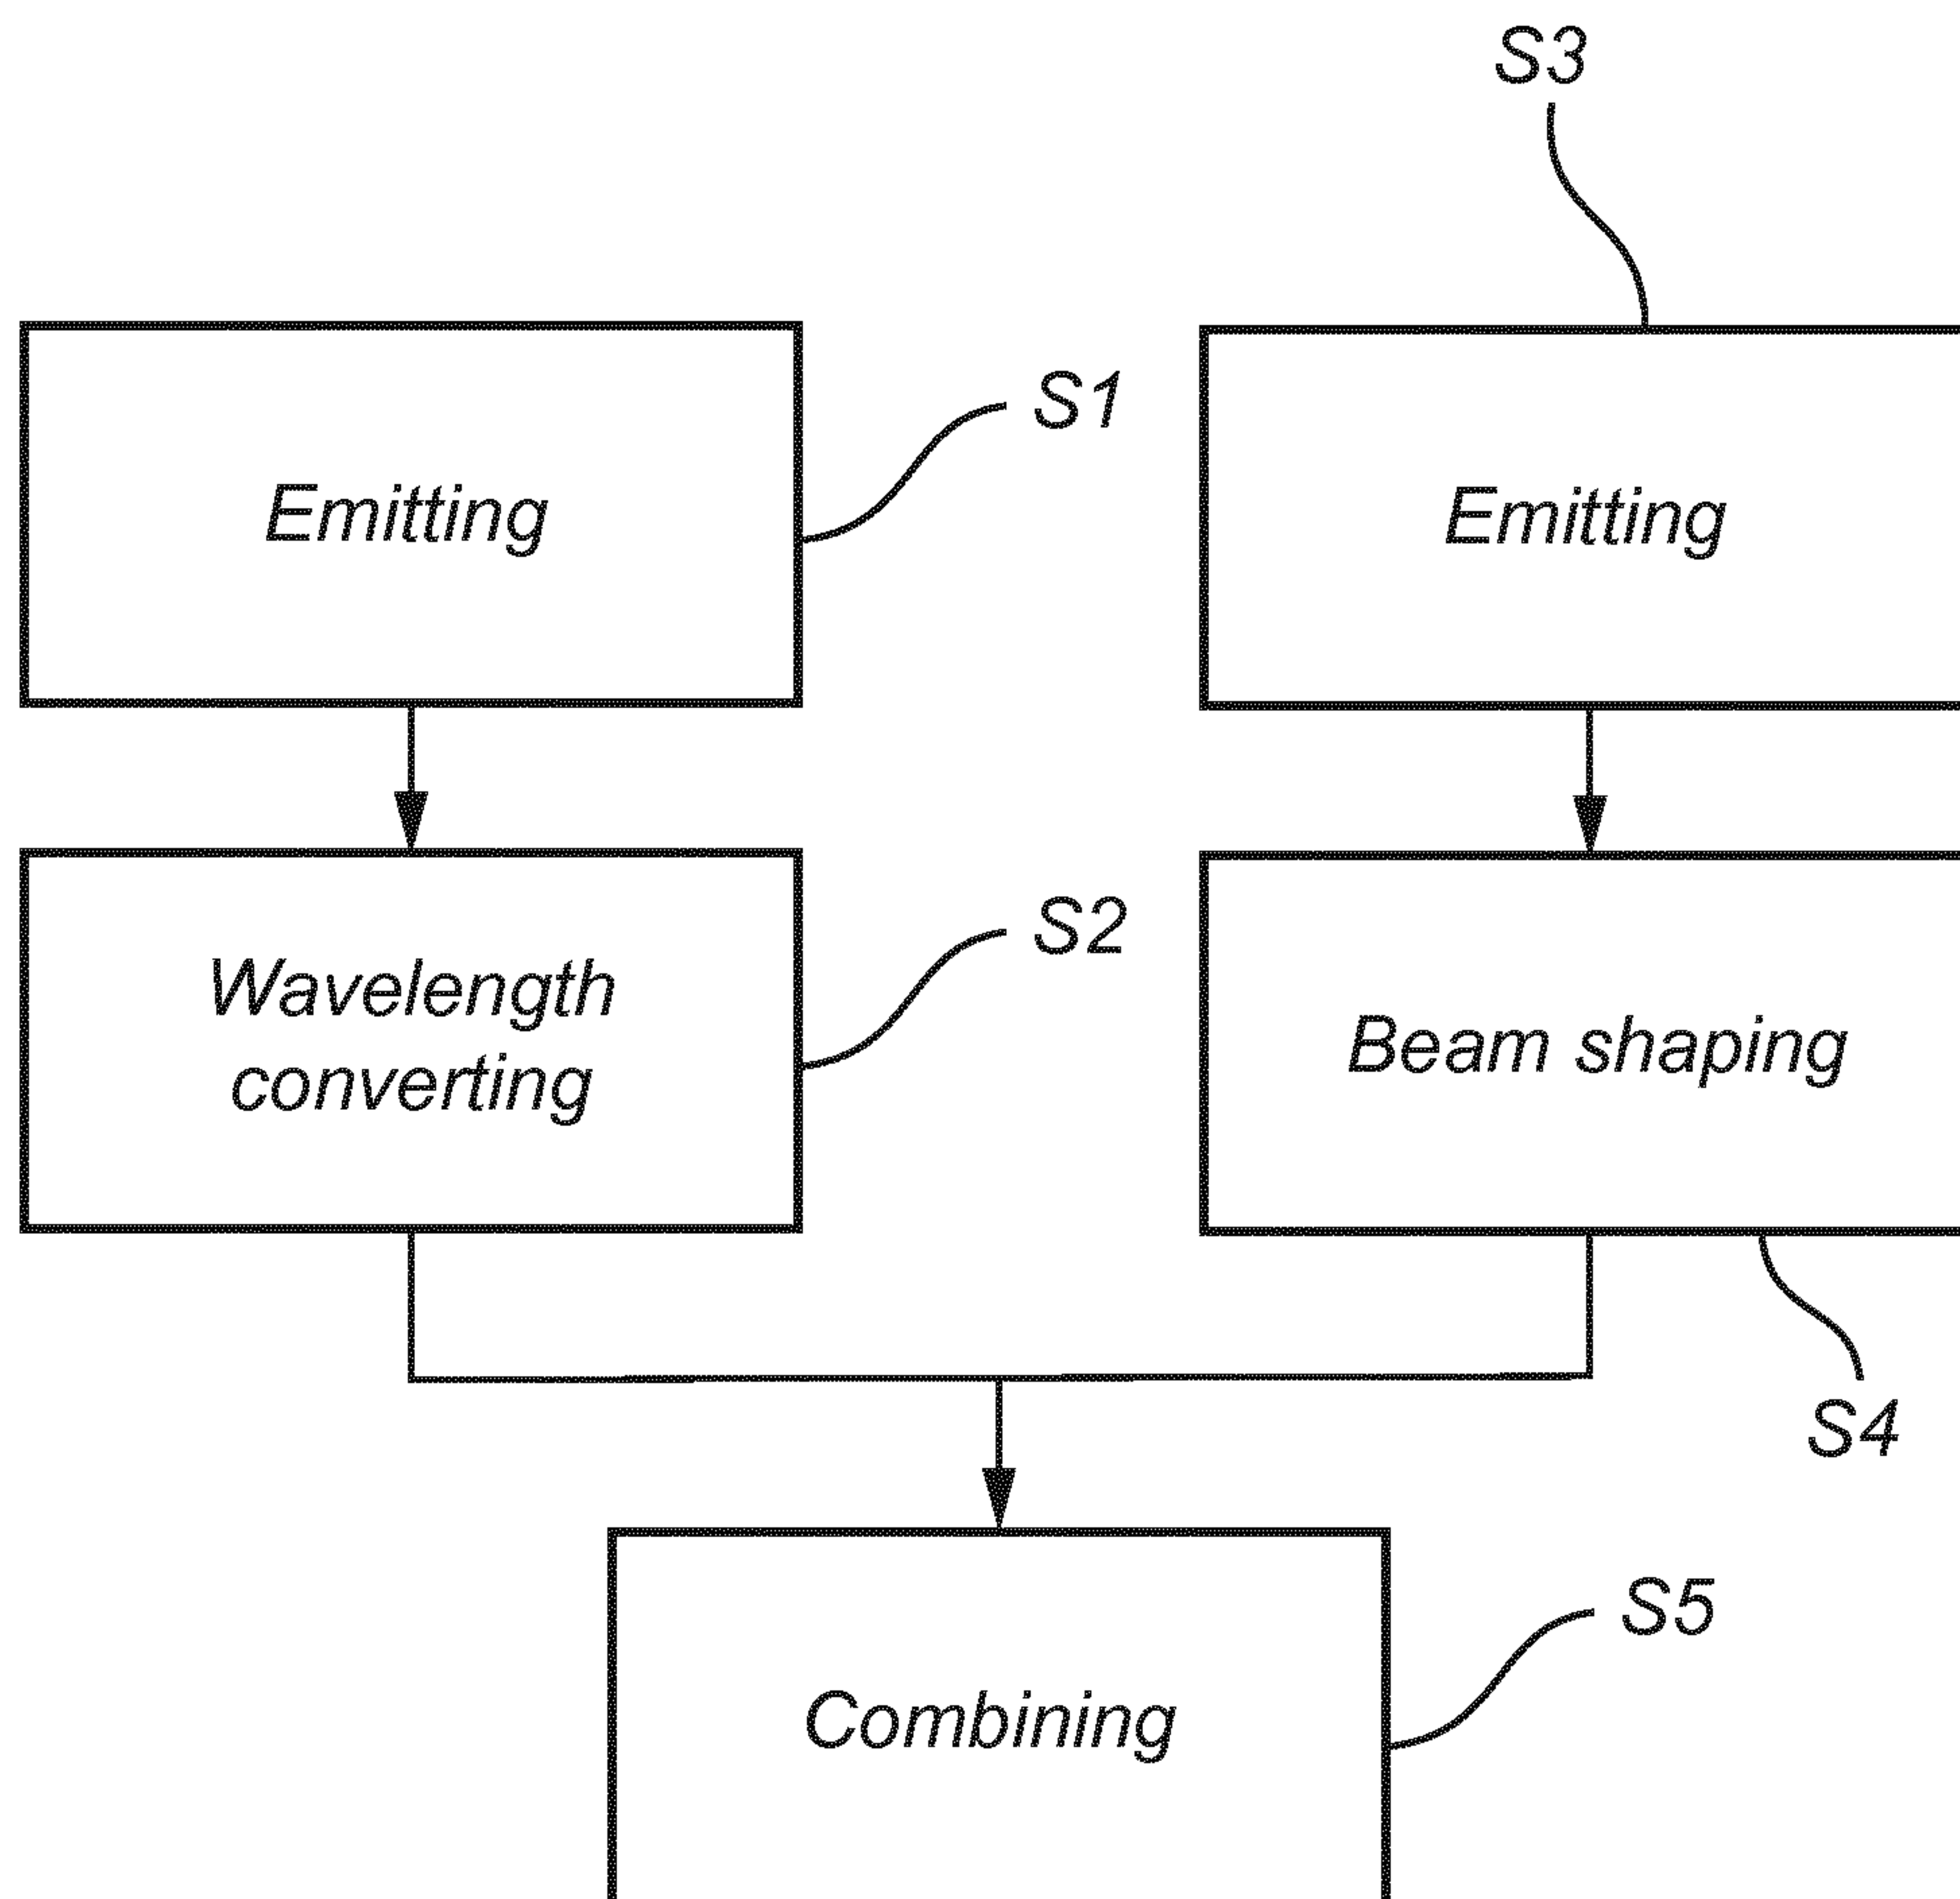 S3
Emitting
S1
Emitting
Wavelength
converting
S2
Beam shaping
S4
Combining
S5